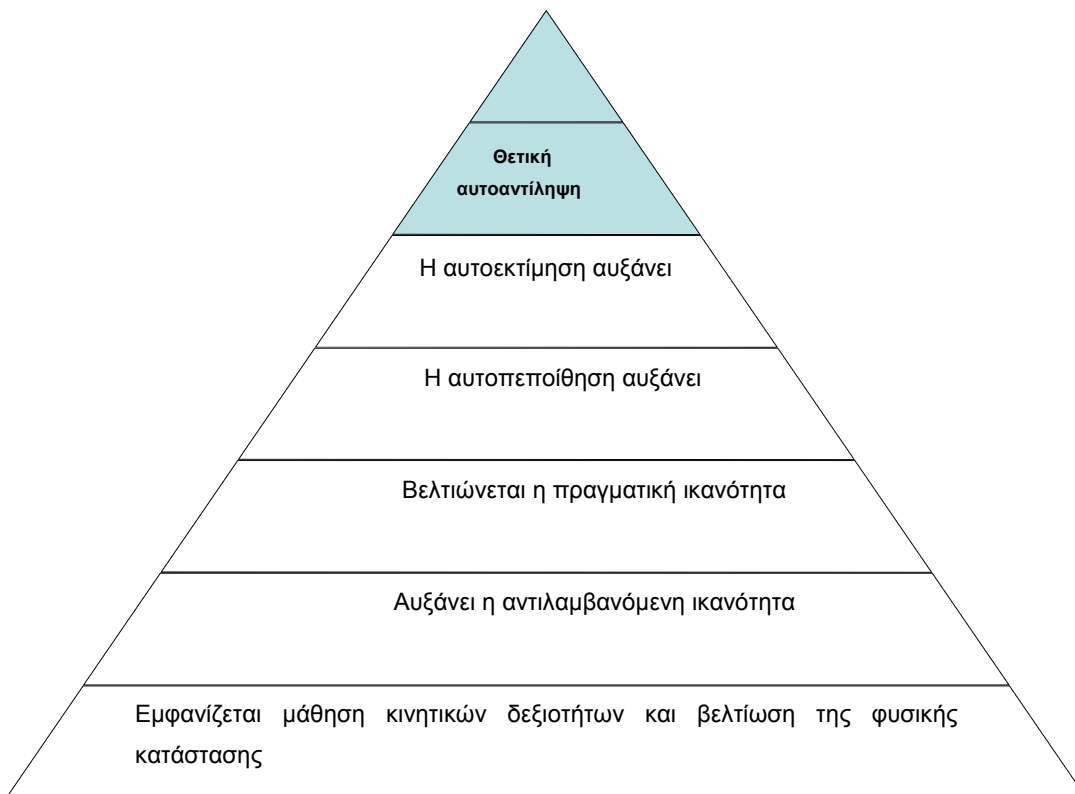 Θετική
αυτοαντίληψη
Η αυτοεκτίμηση αυξάνει
Η αυτοπεποίθηση αυξάνει
Βελτιώνεται η πραγματική ικανότητα
Αυξάνει η αντιλαμβανόμενη ικανότητα
Εμφανίζεται μάθηση κινητικών δεξιοτήτων και βελτίωση της φυσικής
κατάστασης